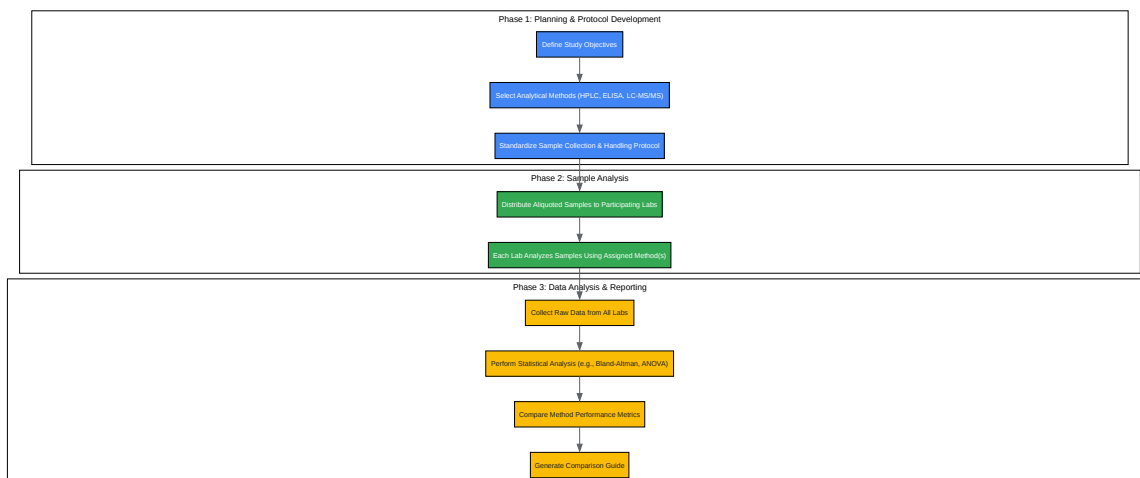 Phase 1: Planning & Protocol Development
Define Study Objectives
Select Analytical Methods (HPLC, ELISA, LC-MS/MS)
Standardize Sample Collection & Handling Protocol
Phase 2: Sample Analysis
Distribute Aliquoted Samples to Participating Labs
Each Lab Analyzes Samples Using Assigned Method(s)
Phase 3: Data Analysis & Reporting
Collect Raw Data from All Labs
Perform Statistical Analysis (e.g., Bland-Altman, ANOVA)
Compare Method Performance Metrics
Generate Comparison Guide